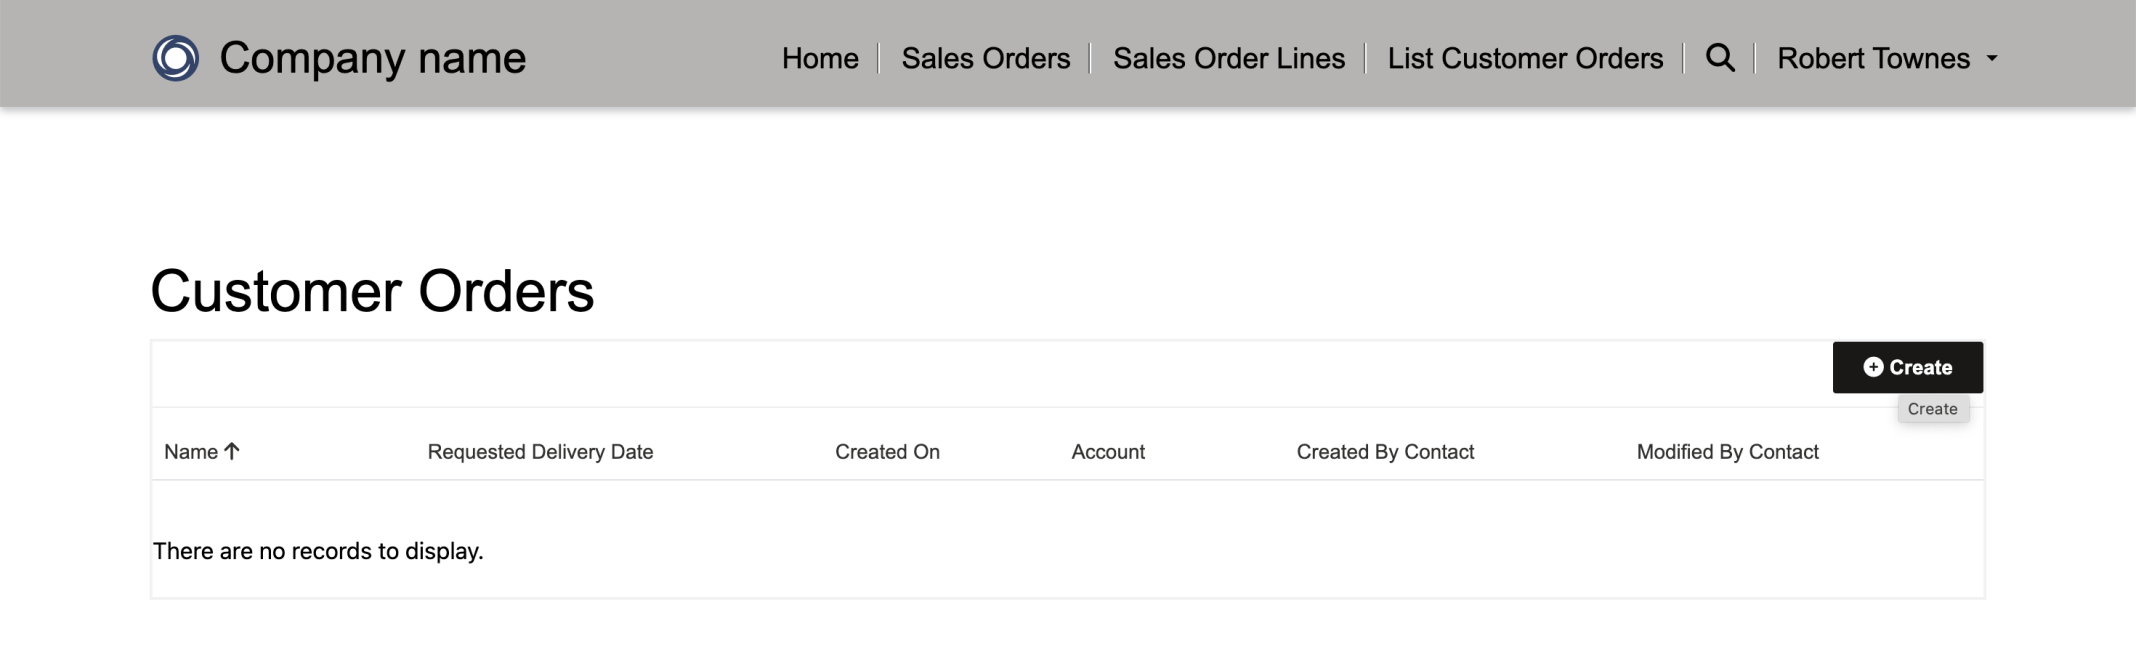 Company name
Home
Sales Orders
Sales Order Lines
List Customer Orders
Robert Townes
Customer Orders
Create
Create
Name
Requested Delivery Date
Created On
Account
Created By Contact
Modified By Contact
There are no records to display.